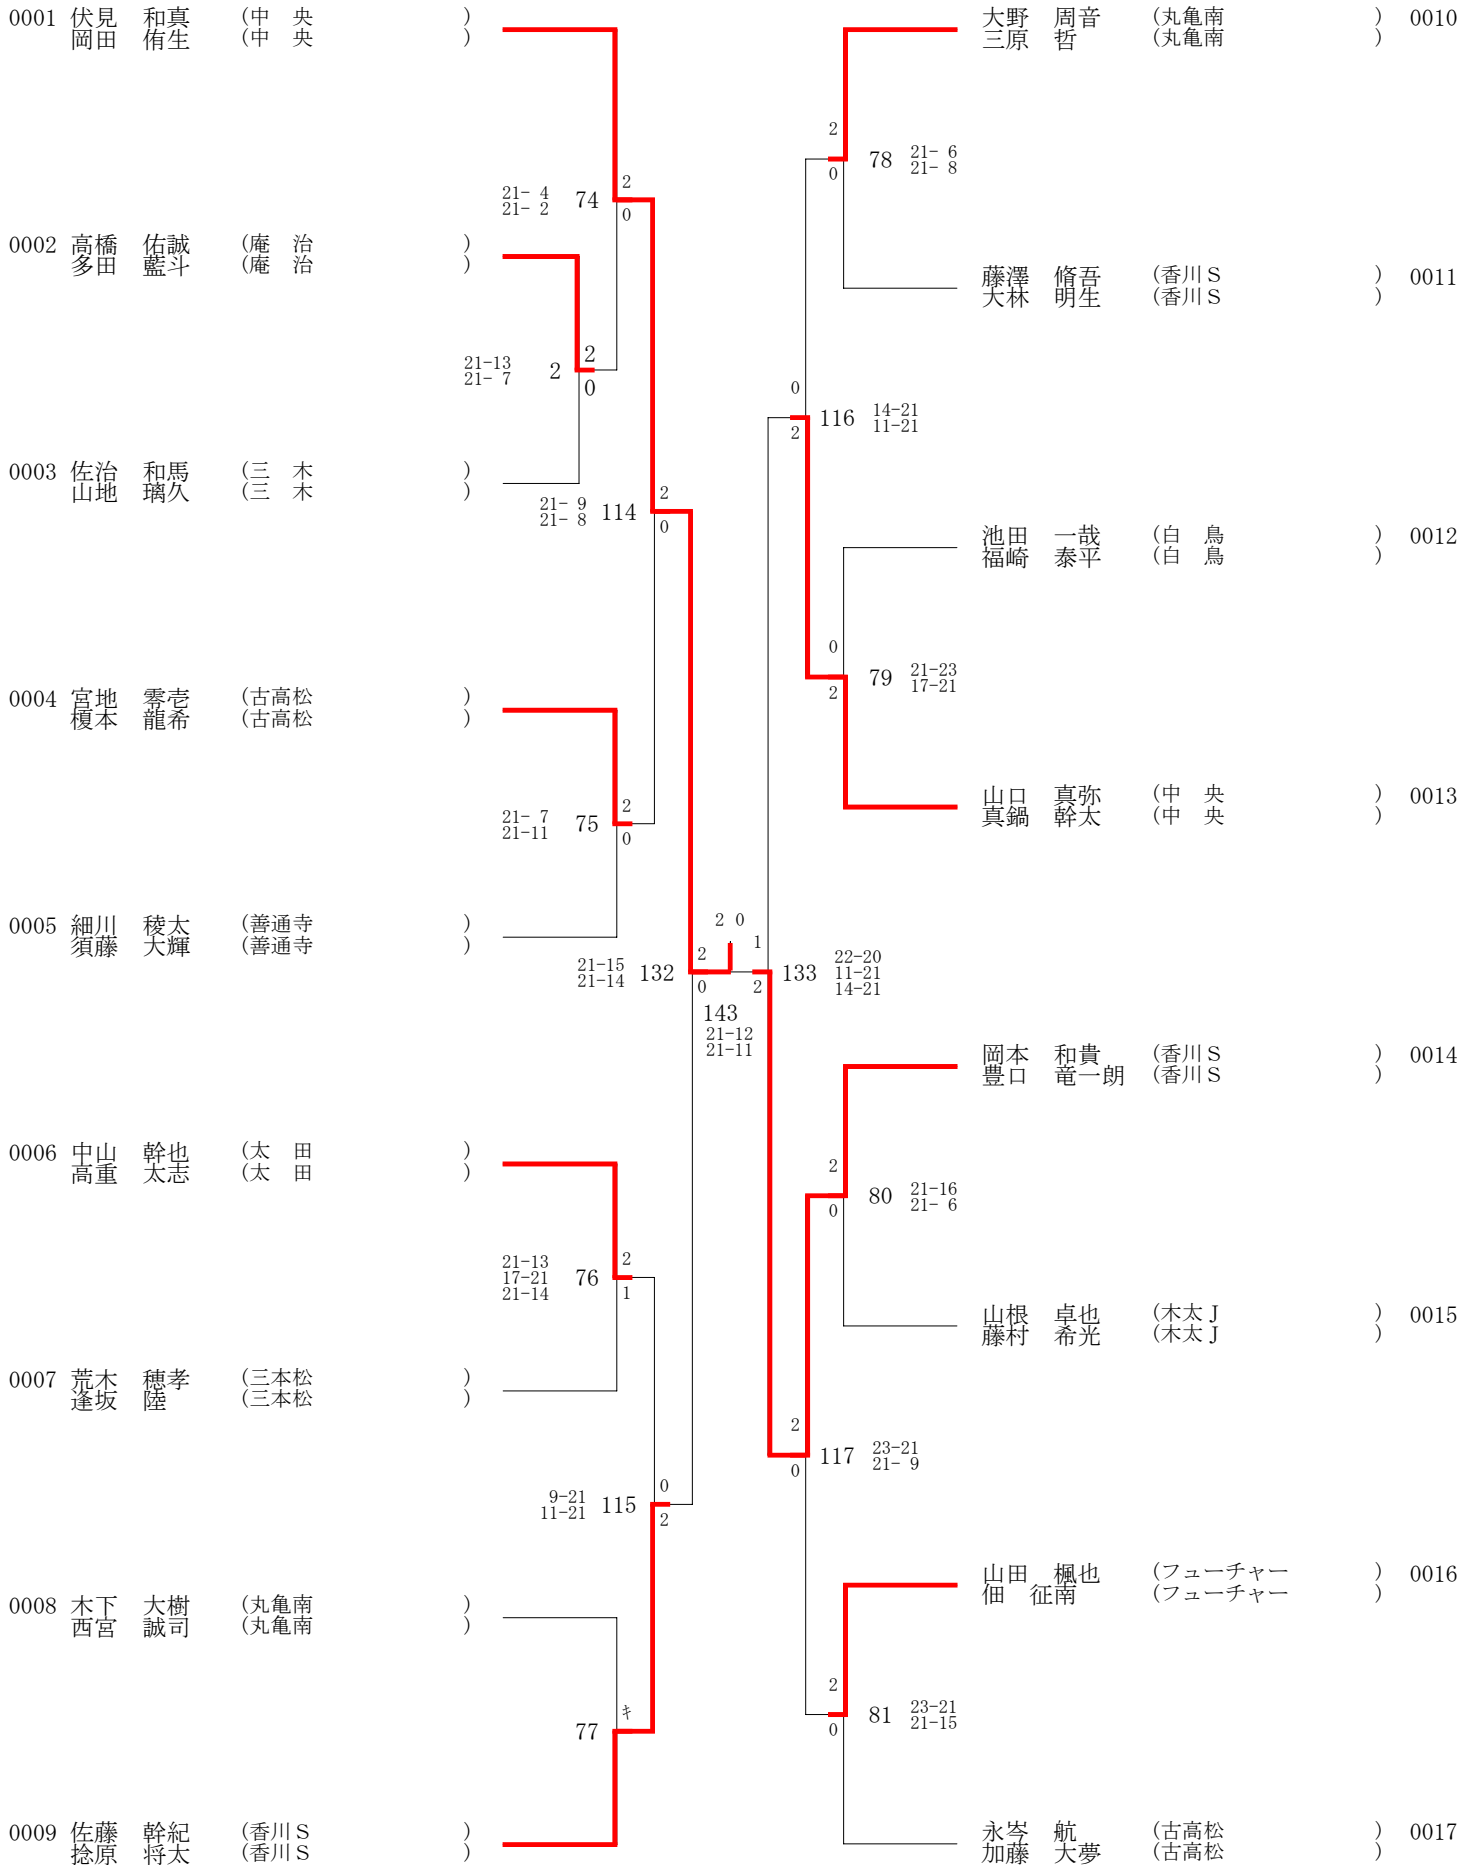 0001 伏見　和真 (中　央 )
岡田　侑生 (中　央 )
21- 4
21- 2
74
2
0
0002 高橋　佑誠 (庵　治 )
多田　藍斗 (庵　治 )
21-13
21- 7
2
2
0
0003 佐治　和馬 (三　木 )
山地　璃久 (三　木 )
21- 9
21- 8
114
2
0
0004 宮地　零壱 (古高松 )
榎本　龍希 (古高松 )
21- 7
21-11
75
2
0
0005 細川　稜太 (善通寺 )
須藤　大輝 (善通寺 )
21-15
21-14
132
2
0
0006 中山　幹也 (太　田 )
高重　太志 (太　田 )
21-13
17-21
21-14
76
2
1
0007 荒木　穂孝 (三本松 )
逢坂　陸 (三本松 )
9-21
11-21
115
0
2
0008 木下　大樹 (丸亀南 )
西宮　誠司 (丸亀南 )
77
キ
0009 佐藤　幹紀 (香川Ｓ )
捻原　将太 (香川Ｓ )
2 0
143
21-12
21-11
大野　周音 (丸亀南 ) 0010
三原　哲 (丸亀南 )
2
0
78
21- 6
21- 8
藤澤　脩吾 (香川Ｓ ) 0011
大林　明生 (香川Ｓ )
0
2
116
14-21
11-21
池田　一哉 (白　鳥 ) 0012
福崎　泰平 (白　鳥 )
0
2
79
21-23
17-21
山口　真弥 (中　央 ) 0013
真鍋　幹太 (中　央 )
1
2
133
22-20
11-21
14-21
岡本　和貴 (香川Ｓ ) 0014
豊口　竜一朗 (香川Ｓ )
2
0
80
21-16
21- 6
山根　卓也 (木太Ｊ ) 0015
藤村　希光 (木太Ｊ )
2
0
117
23-21
21- 9
山田　楓也 (フューチャー ) 0016
佃　征南 (フューチャー )
2
0
81
23-21
21-15
永岑　航 (古高松 ) 0017
加藤　大夢 (古高松 )